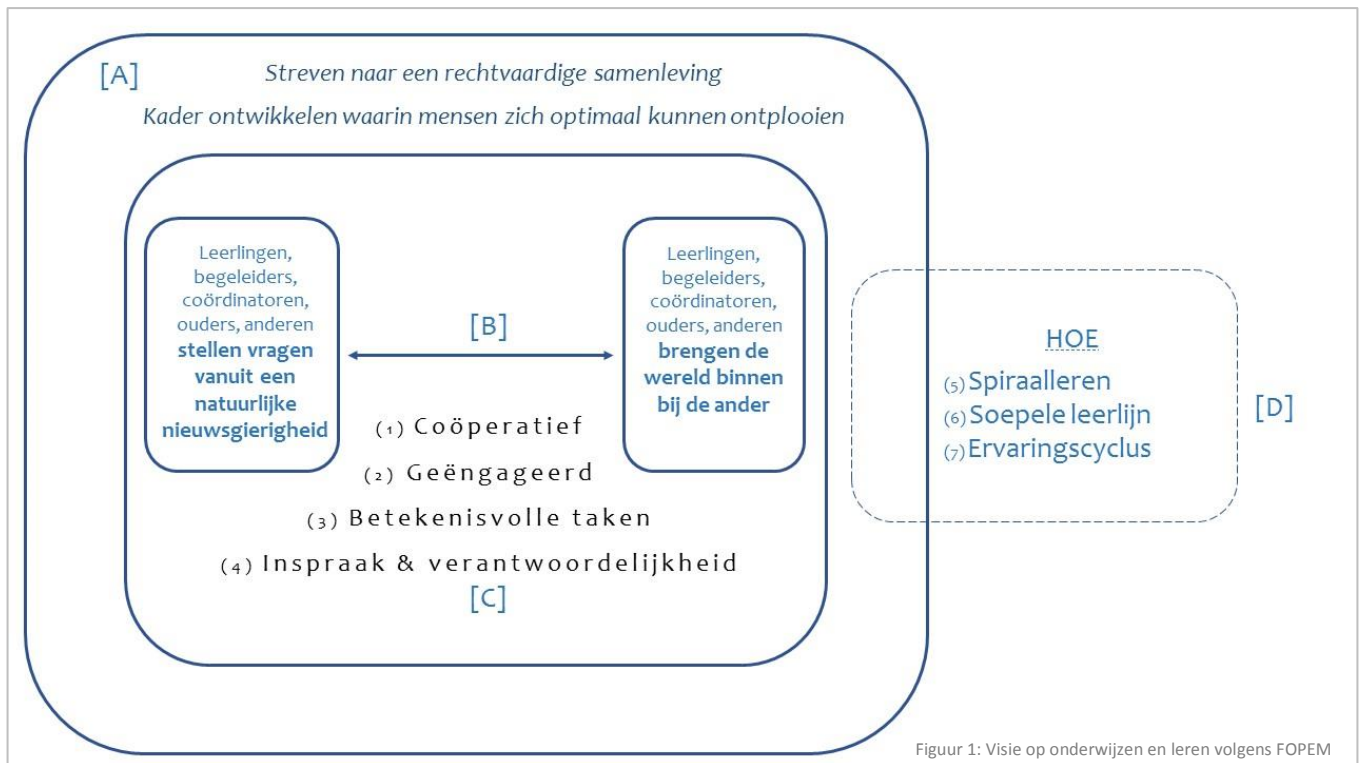 [A]
Streven naar een rechtvaardige samenleving
Kader ontwikkelen waarin mensen zich optimaal kunnen ontplooien
Leerlingen,
begeleiders,
coördinatoren,
ouders, anderen
stellen vragen
vanuit een
natuurlijke
nieuwsgierigheid
[B]
Leerlingen,
begeleiders,
coördinatoren,
ouders, anderen
brengen de
wereld binnen
bij de ander
(1) Coöperatief
(2) Geëngageerd
(3) Betekenisvolle taken
(4) Inspraak & verantwoordelijkheid
[C]
HOE
(5) Spiraalleren
(6) Soepele leerlijn
(7) Ervaringscyclus
[D]
Figuur 1: Visie op onderwijzen en leren volgens FOPEM